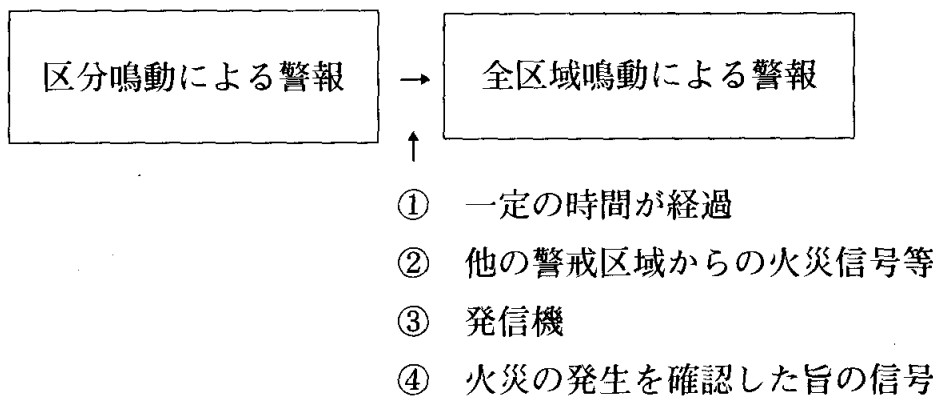 区分鳴動による警報 → 全区域鳴動による警報
↑
① 一定の時間が経過
② 他の警戒区域からの火災信号等
③ 発信機
④ 火災の発生を確認した旨の信号